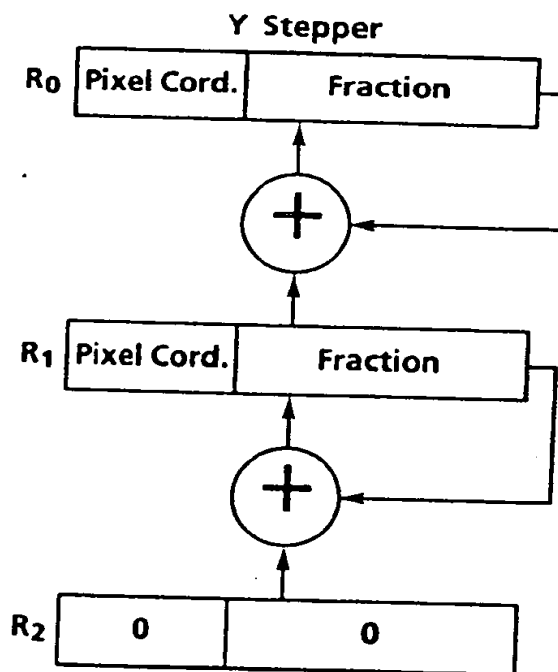 Y Stepper
R0 Pixel Cord. Fraction
+
R1 Pixel Cord. Fraction
+
R2 0 0